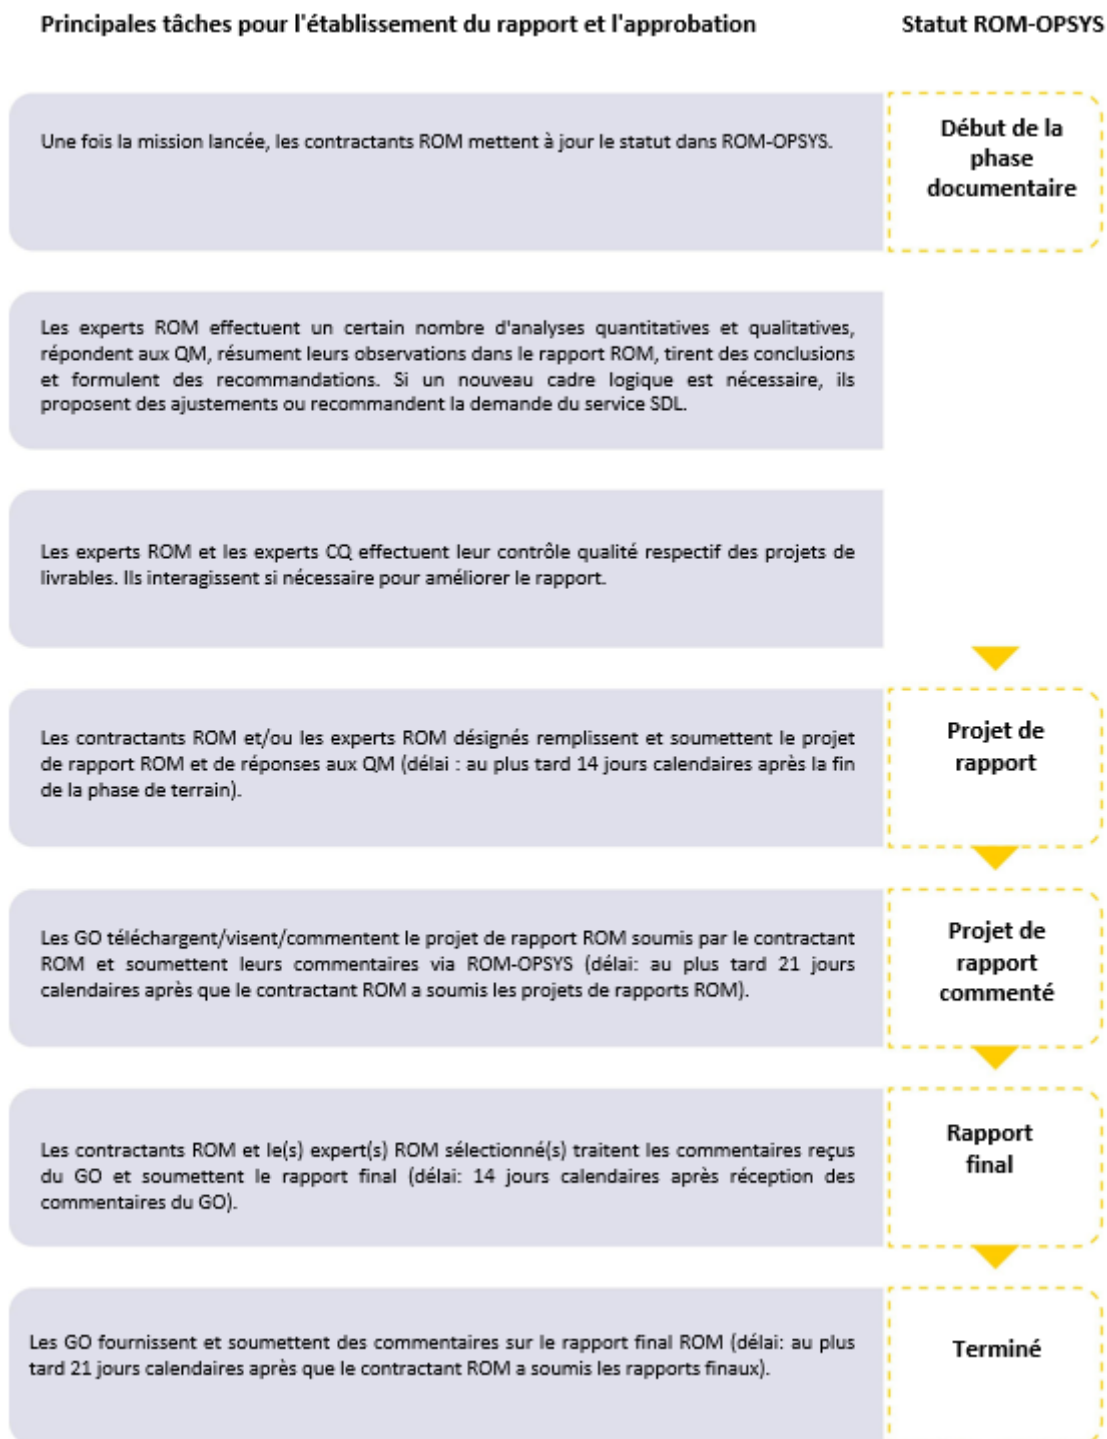 Principales tâches pour l'établissement du rapport et l'approbation
Statut ROM-OPSYS
Une fois la mission lancée, les contractants ROM mettent à jour le statut dans ROM-OPSYS.
Début de la
phase
documentaire
Les experts ROM effectuent un certain nombre d'analyses quantitatives et qualitatives,
répondent aux QM, résument leurs observations dans le rapport ROM, tirent des conclusions
et formulent des recommandations. Si un nouveau cadre logique est nécessaire, ils
proposent des ajustements ou recommandent la demande du service SDL.
Les experts ROM et les experts CQ effectuent leur contrôle qualité respectif des projets de
livrables. Ils interagissent si nécessaire pour améliorer le rapport.
Les contractants ROM et/ou les experts ROM désignés remplissent et soumettent le projet
de rapport ROM et de réponses aux QM (délai : au plus tard 14 jours calendaires après la fin
de la phase de terrain).
Projet de
rapport
Les GO téléchargent/visent/commentent le projet de rapport ROM soumis par le contractant
ROM et soumettent leurs commentaires via ROM-OPSYS (délai: au plus tard 21 jours
calendaires après que le contractant ROM a soumis les projets de rapports ROM).
Projet de
rapport
commenté
Les contractants ROM et le(s) expert(s) ROM sélectionné(s) traitent les commentaires reçus
du GO et soumettent le rapport final (délai: 14 jours calendaires après réception des
commentaires du GO).
Rapport
final
Les GO fournissent et soumettent des commentaires sur le rapport final ROM (délai: au plus
tard 21 jours calendaires après que le contractant ROM a soumis les rapports finaux).
Terminé